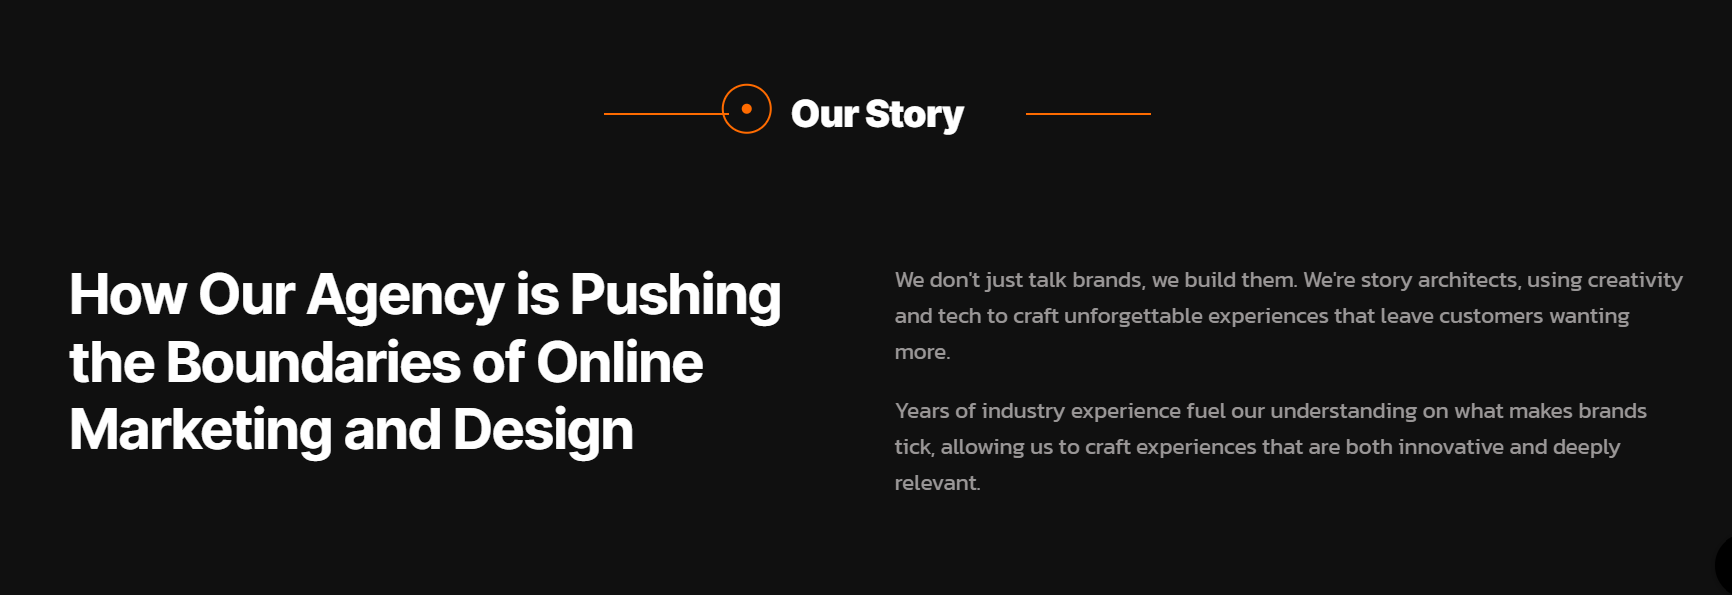 Our Story
How Our Agency is Pushing
the Boundaries of Online
Marketing and Design
We don't just talk brands, we build them. We're story architects, using creativity
and tech to craft unforgettable experiences that leave customers wanting
more.
Years of industry experience fuel our understanding on what makes brands
tick, allowing us to craft experiences that are both innovative and deeply
relevant.